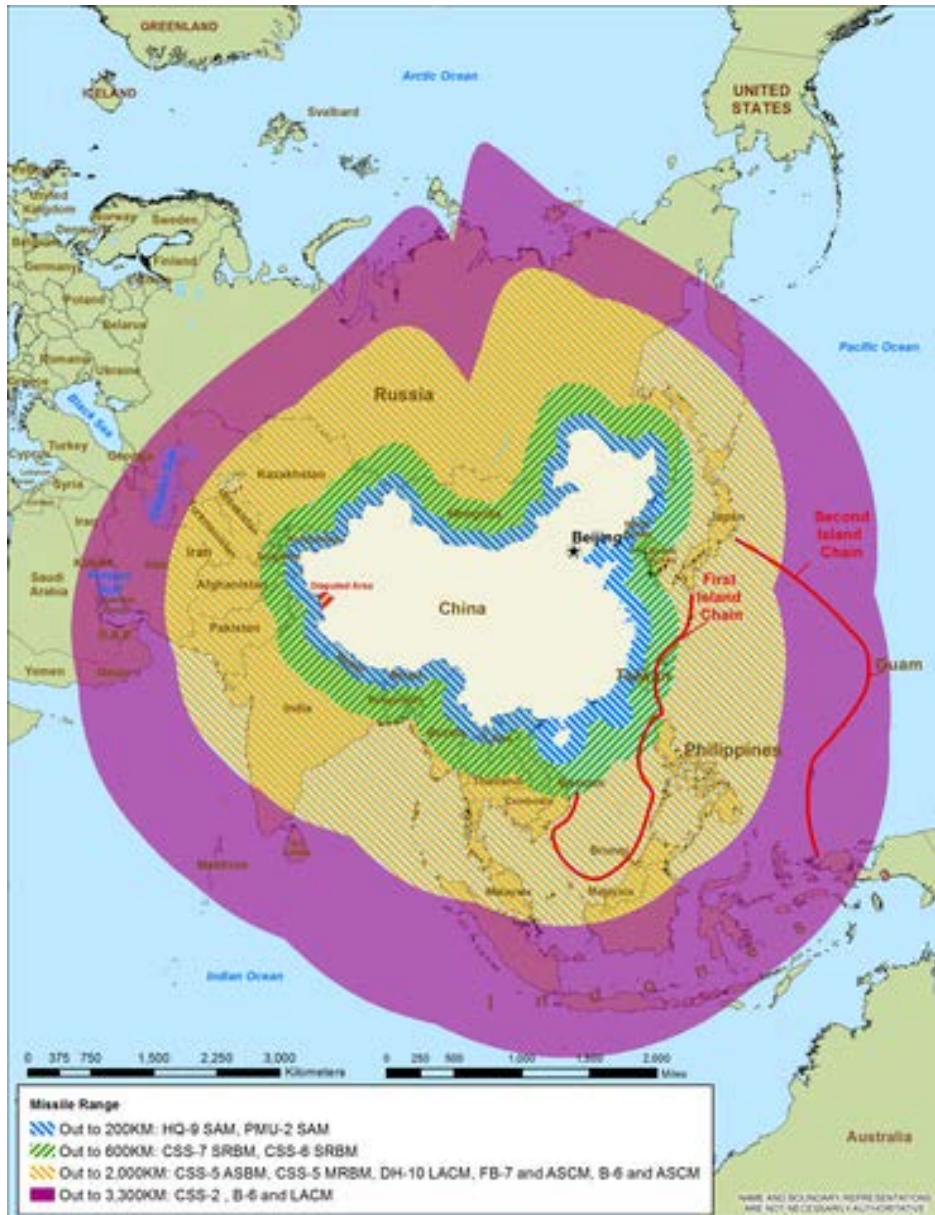 GREENLAND
Arctic Ocean
ICELAND
Svalbard
UNITED
STATES
United
Kingdom
Norway
Sweden
Finland
Germany
Poland
Belarus
Ukraine
Romania
Black Sea
Turkey
Georgia
Cyprus
Syria
Iran
Saudi
Arabia
Yemen
Russia
Kazakhstan
Mongolia
Pacific Ocean
Beijing
Japan
Second
Island
Chain
First
Island
Chain
Iran
Afghanistan
Pakistan
Disputed Area
China
Taiwan
Guam
India
Philippines
Thailand
Cambodia
Brunei
Malaysia
Malaysia
Maldives
Indian Ocean
I n d o n e s i a
0 375 750 1,500 2,250 3,000
Kilometers
0 250 500 1,000 1,500 2,000
Miles
Missile Range
Out to 200KM: HQ-9 SAM, PMU-2 SAM
Out to 600KM: CSS-7 SRBM, CSS-6 SRBM
Out to 2,000KM: CSS-5 ASBM, CSS-5 MRBM, DH-10 LACM, FB-7 and ASCM, B-6 and ASCM
Out to 3,300KM: CSS-2 , B-6 and LACM
Australia
NAME AND BOUNDARY REPRESENTATIONS
ARE NOT NECESSARILY AUTHORITATIVE